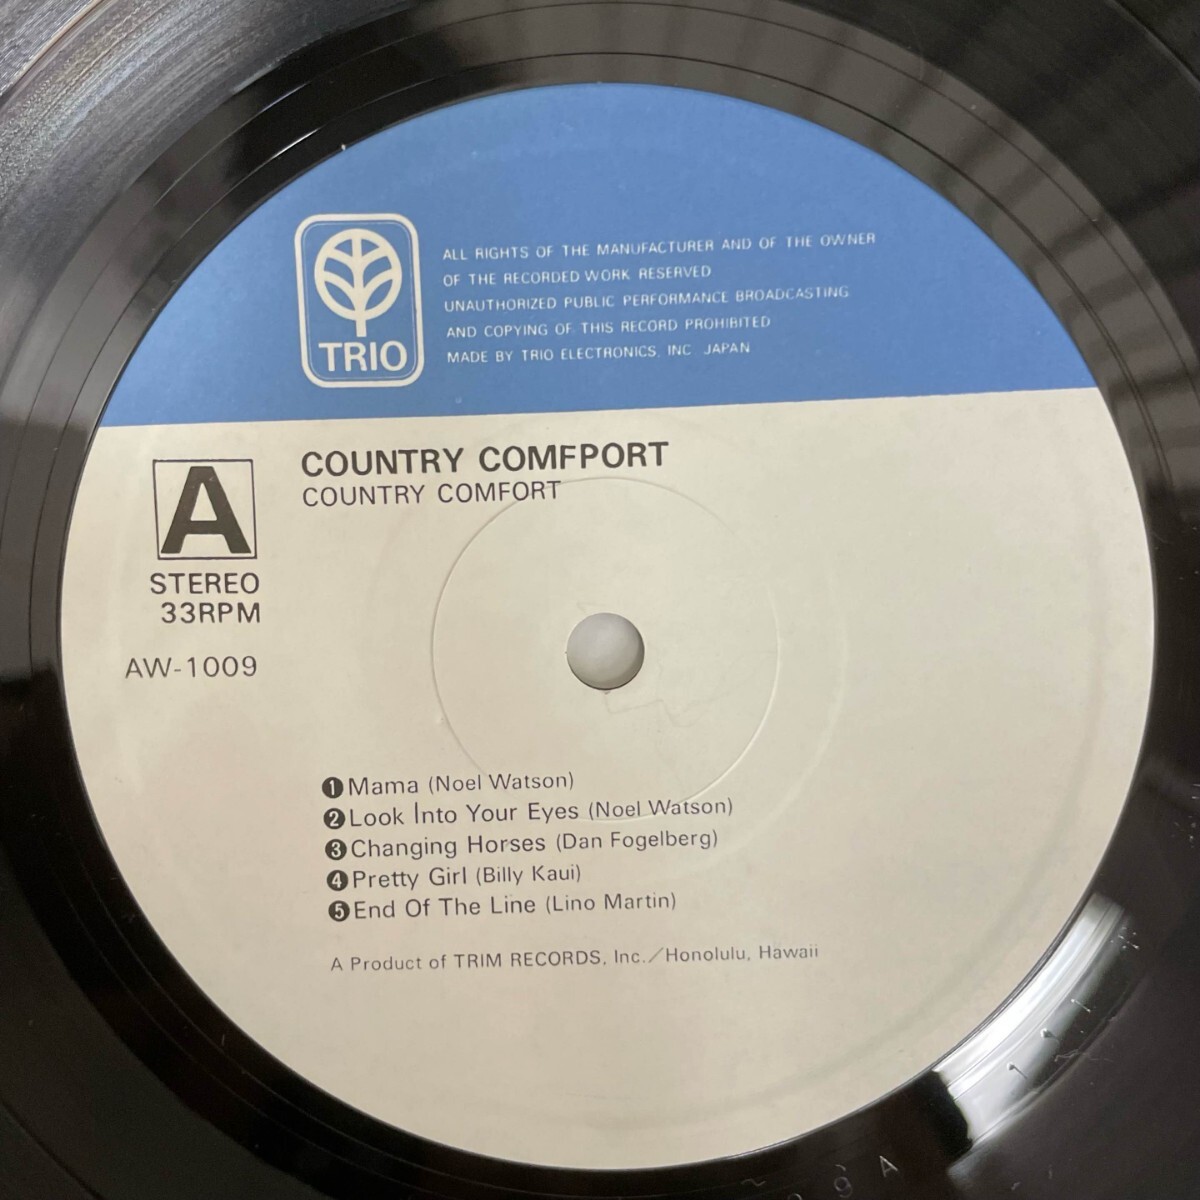 TRIO
ALL RIGHTS OF THE MANUFACTURER AND OF THE OWNER
OF THE RECORDED WORK RESERVED
UNAUTHORIZED PUBLIC PERFORMANCE BROADCASTING
AND COPYING OF THIS RECORD PROHIBITED
MADE BY TRIO ELECTRONICS, INC JAPAN
A
STEREO
33RPM
AW-1009
COUNTRY COMFPORT
COUNTRY COMFORT
❶Mama (Noel Watson)
❷Look Into Your Eyes (Noel Watson)
❸Changing Horses (Dan Fogelberg)
❹Pretty Girl (Billy Kaui)
❺End Of The Line (Lino Martin)
A Product of TRIM RECORDS, Inc./Honolulu, Hawaii